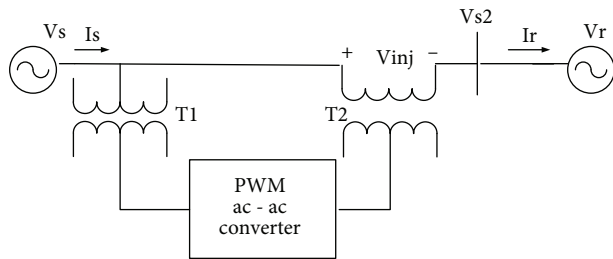 Vs
Is
Vs2
Ir
Vr
+ Vinj −
T1
T2
PWM
ac - ac
converter